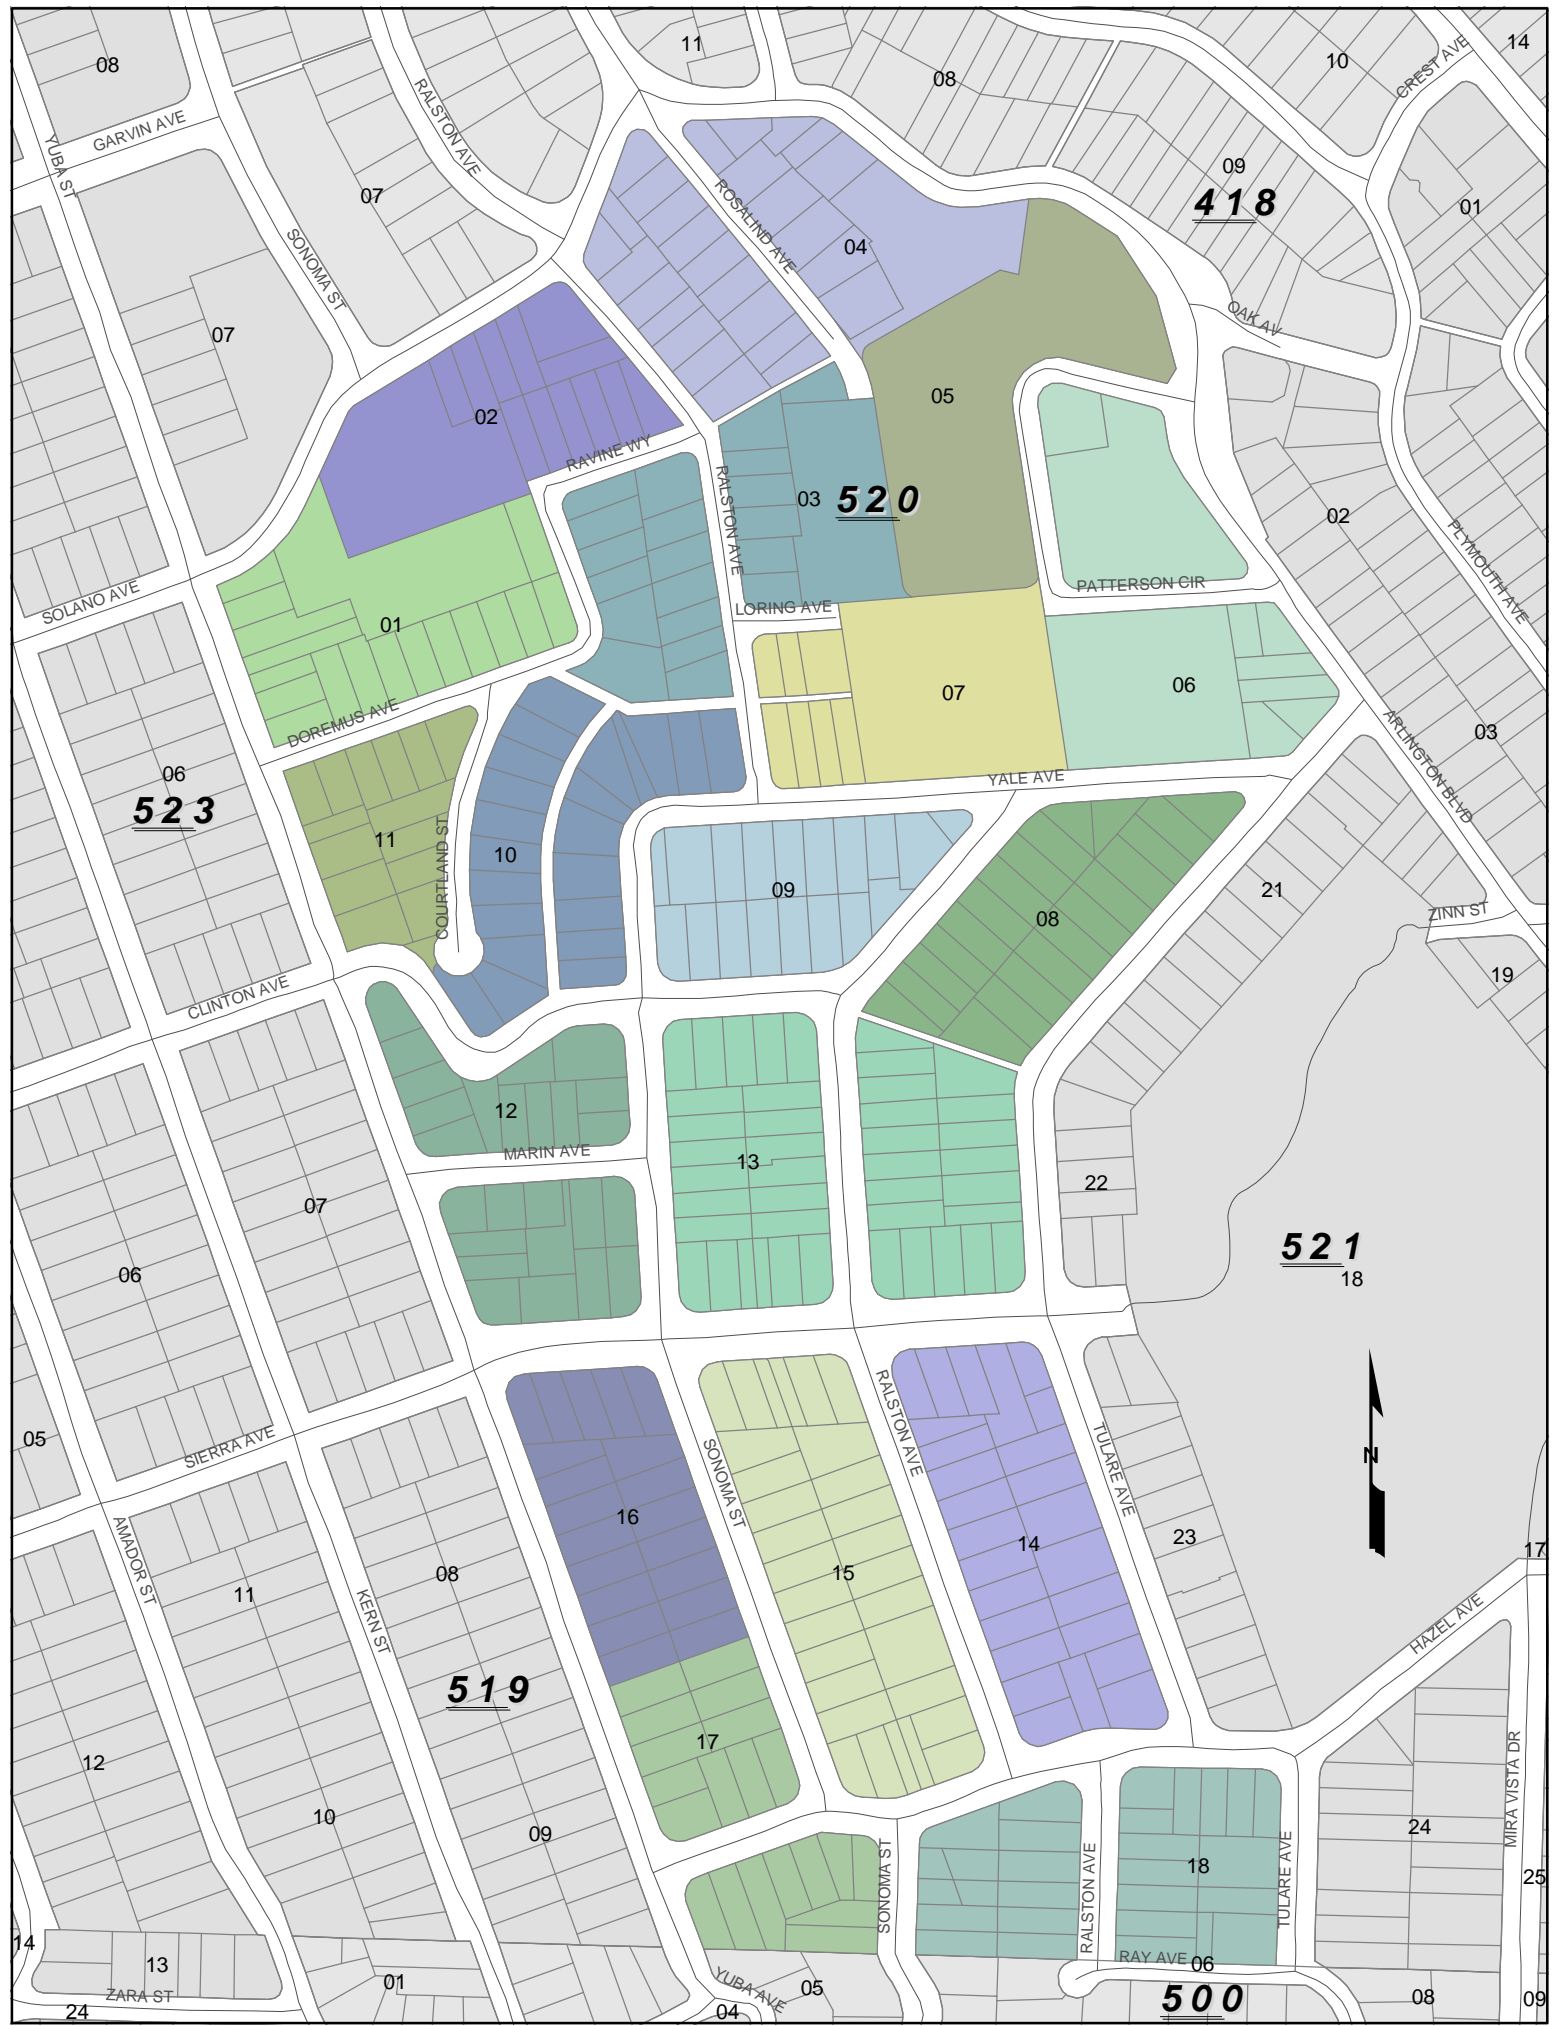 11
14
08
10
CREST AVE
08
RALSTON AVE
GARVIN AVE
YUBA ST
09
07
418
01
ROSALIND AVE
04
SONOMA ST
OAK AV
07
05
02
RAVINE WY
03
520
RALSTON AVE
02
PLYMOUTH AVE
PATTERSON CIR
SOLANO AVE
LORING AVE
01
06
07
DOREMUS AVE
ARLINGTON BLVD
03
06
YALE AVE
523
11
COURTLAND ST
10
09
21
08
ZINN ST
19
CLINTON AVE
12
MARIN AVE
13
22
07
521
06
18
RALSTON AVE
05
SIERRA AVE
SONOMA ST
TULARE AVE
N
16
23
14
17
AMADOR ST
08
15
11
KERN ST
HAZEL AVE
519
17
12
MIRA VISTA DR
10
09
24
18
SONOMA ST
RALSTON AVE
TULARE AVE
25
14
13
RAY AVE
06
01
YUBA AVE
05
ZARA ST
500
08
09
24
04